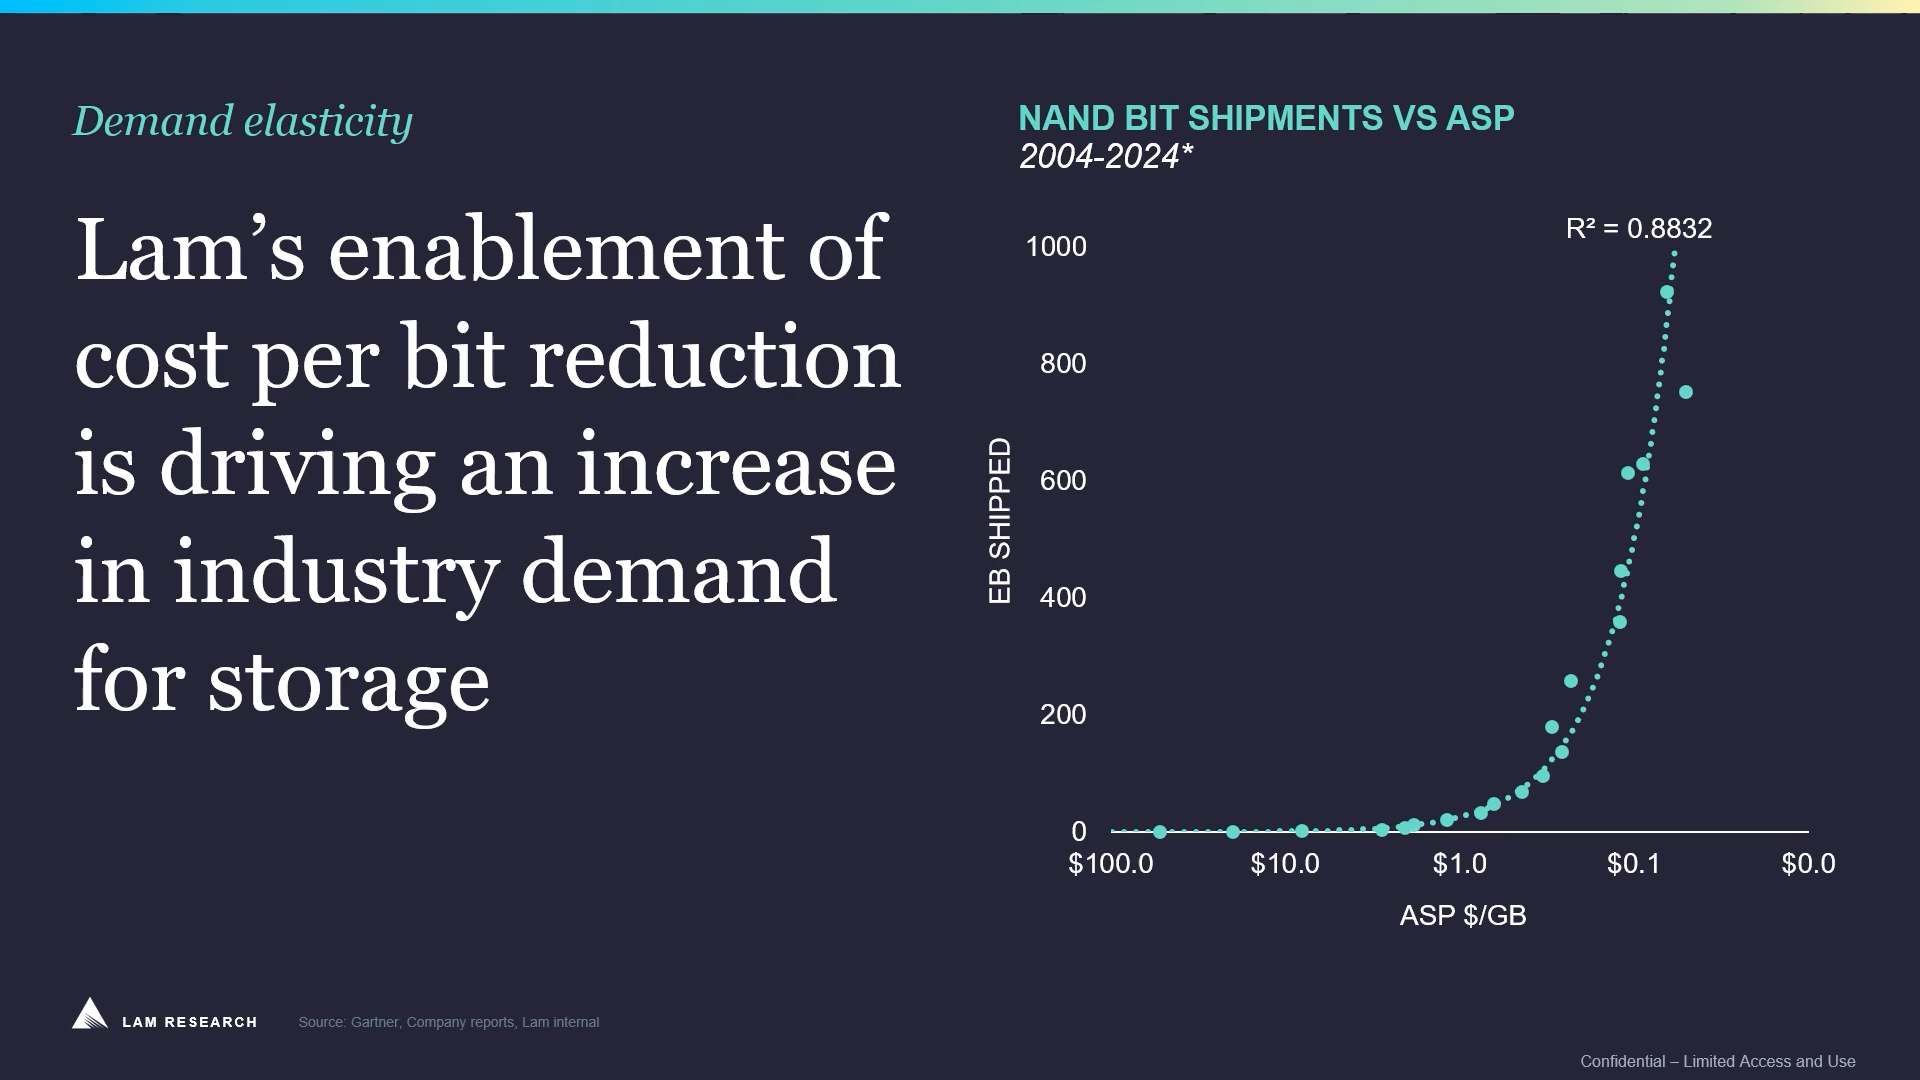 Demand elasticity
Lam’s enablement of
cost per bit reduction
is driving an increase
in industry demand
for storage
NAND BIT SHIPMENTS VS ASP
2004-2024*
R² = 0.8832
1000
800
600
400
200
0
EB SHIPPED
$100.0
$10.0
$1.0
$0.1
$0.0
ASP $/GB
LAM RESEARCH
Source: Gartner, Company reports, Lam internal
Confidential – Limited Access and Use